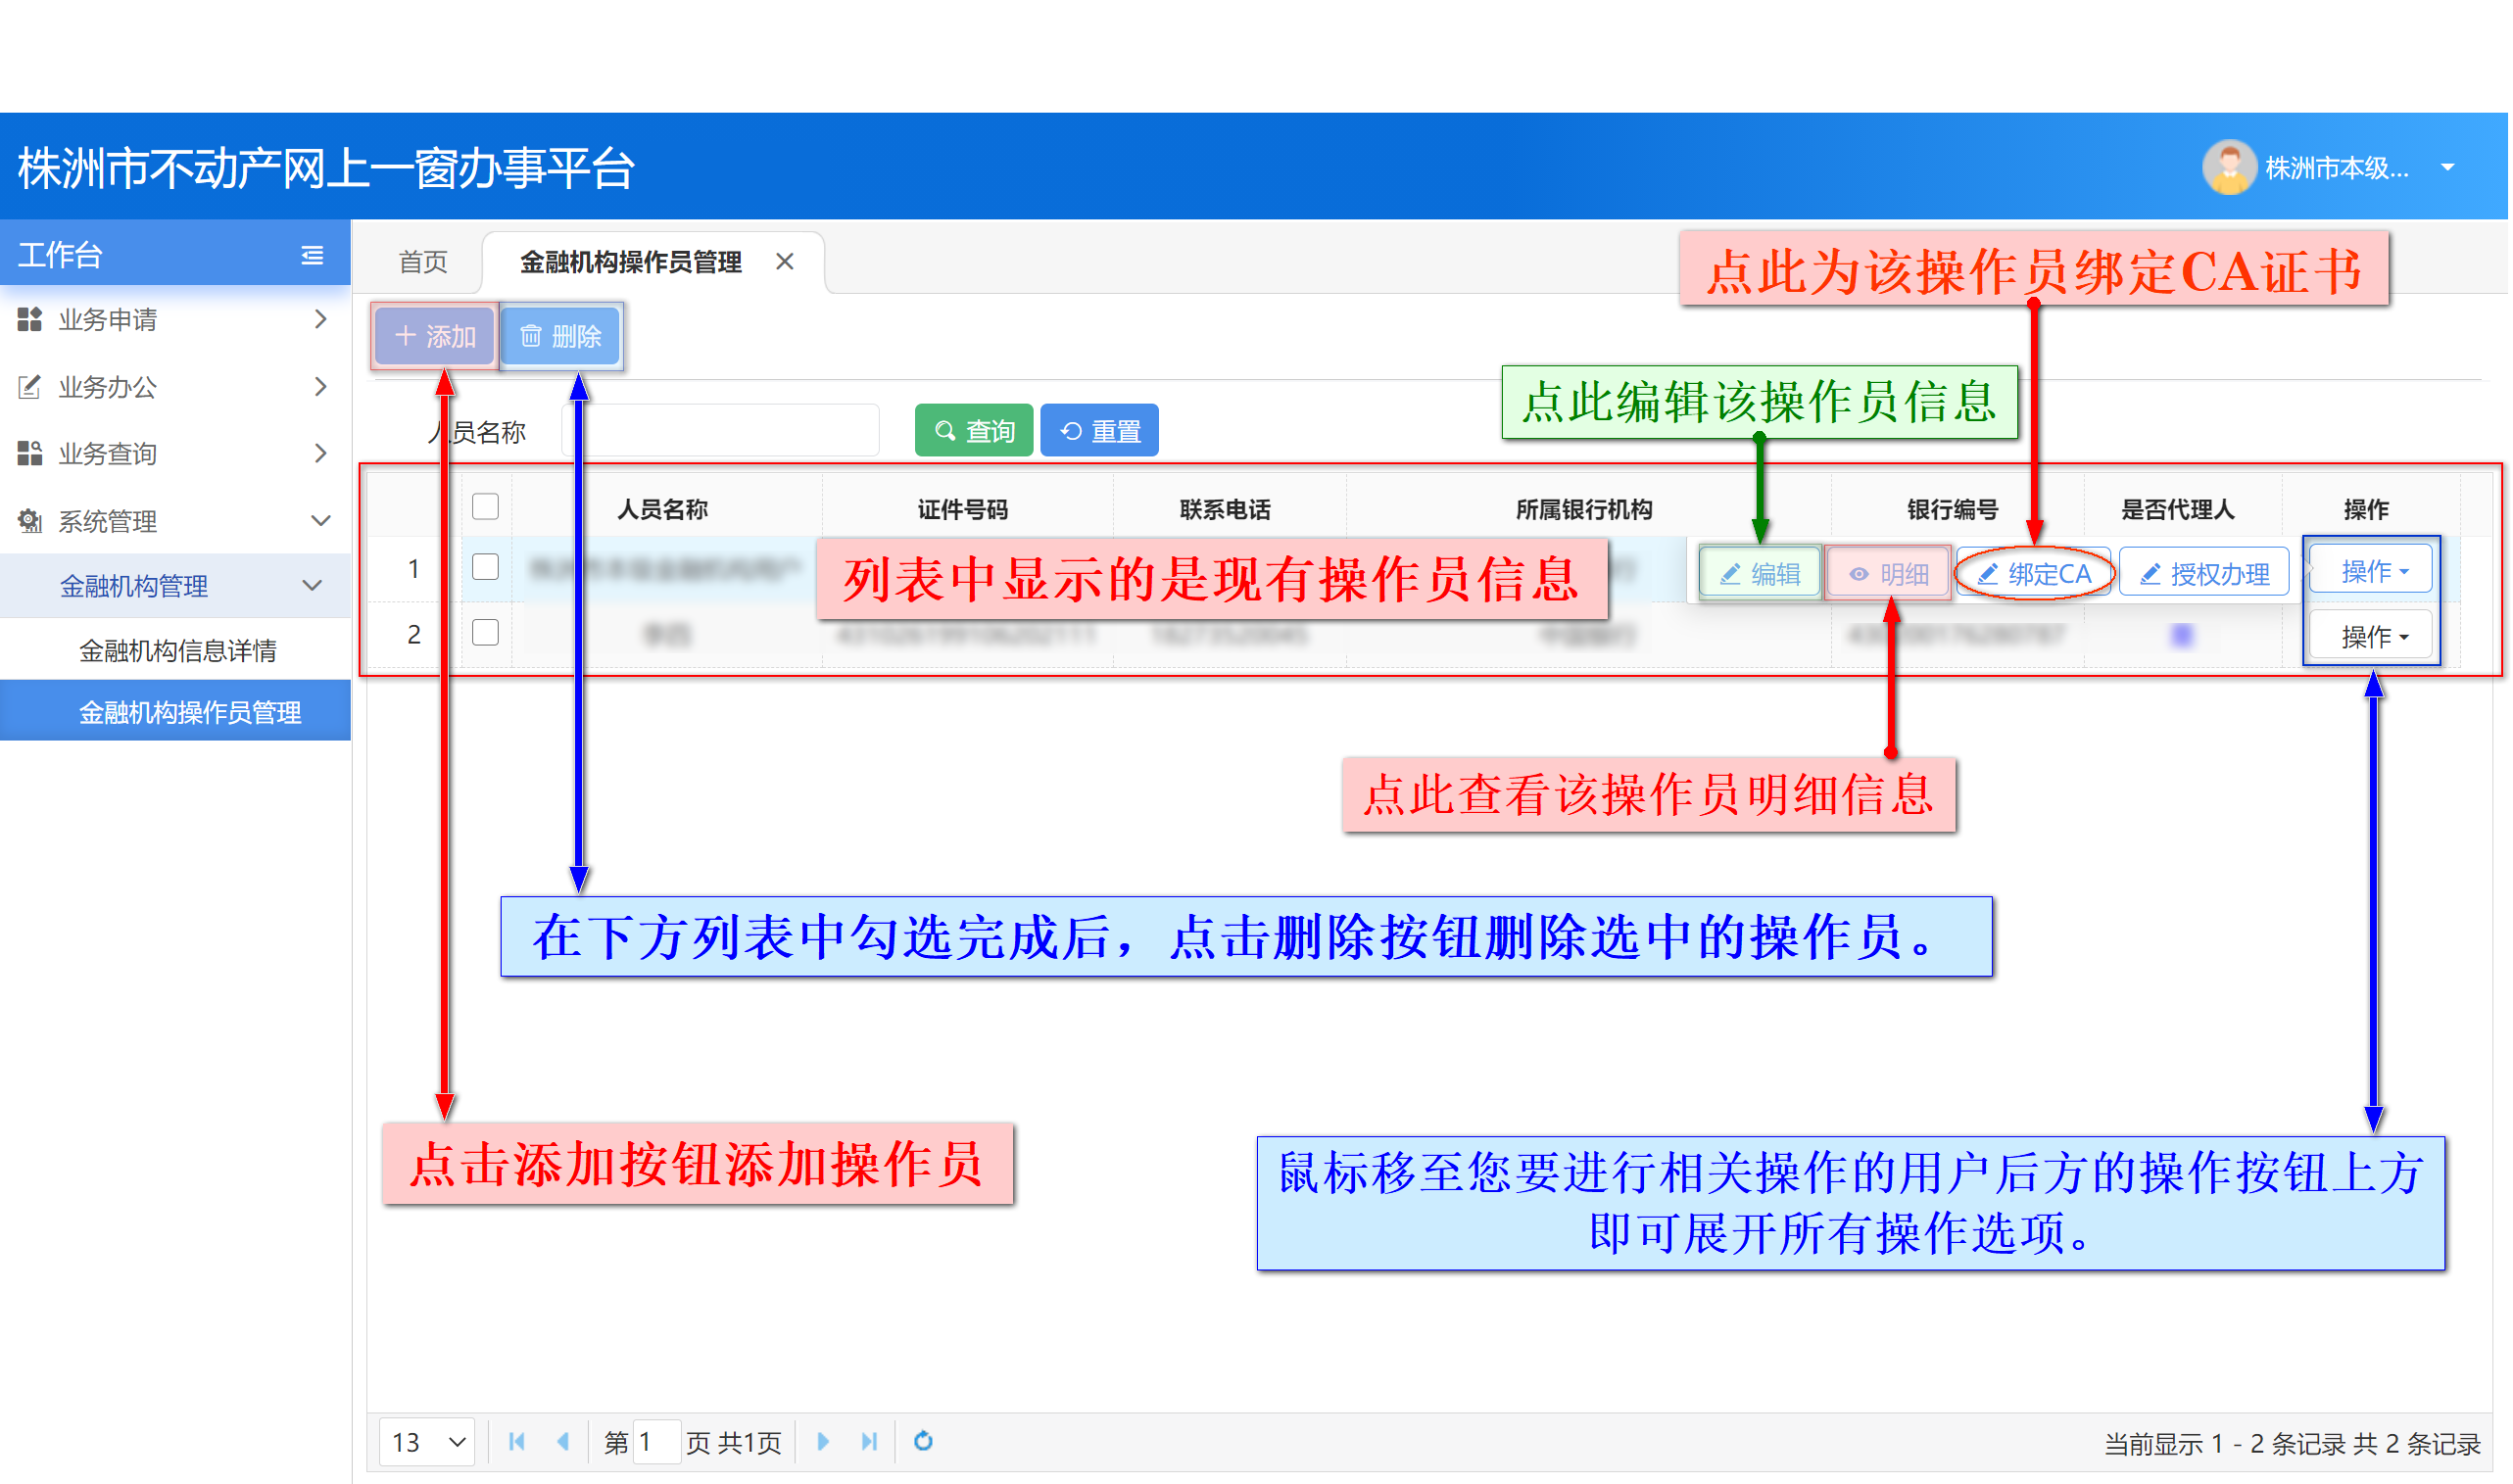 株洲市不动产网上一窗办事平台
株洲市本级...
工作台
首页
金融机构操作员管理
点此为该操作员绑定CA证书
业务申请
业务办公
业务查询
系统管理
金融机构管理
金融机构信息详情
金融机构操作员管理
添加
删除
点此编辑该操作员信息
人员名称
查询
重置
人员名称 证件号码 联系电话 所属银行机构 银行编号 是否代理人 操作
1
列表中显示的是现有操作员信息
编辑
明细
绑定CA
授权办理
操作
2
操作
点此查看该操作员明细信息
在下方列表中勾选完成后，点击删除按钮删除选中的操作员。
点击添加按钮添加操作员
鼠标移至您要进行相关操作的用户后方的操作按钮上方
即可展开所有操作选项。
13 第 1 页 共1页
当前显示 1 - 2 条记录 共 2 条记录